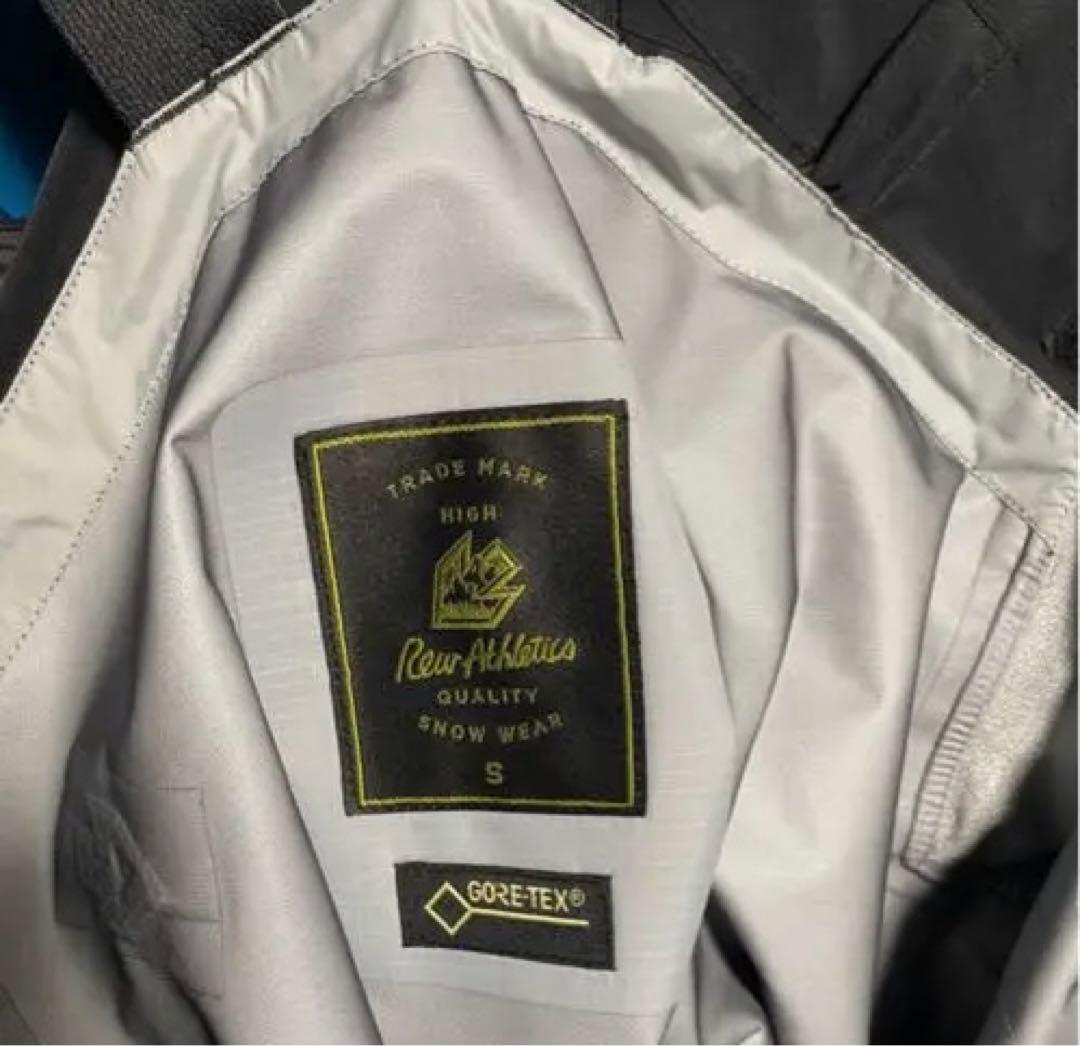 TRADE MARK
HIGH
Rew-Athletics
QUALITY
SNOW WEAR
S
GORE-TEX®